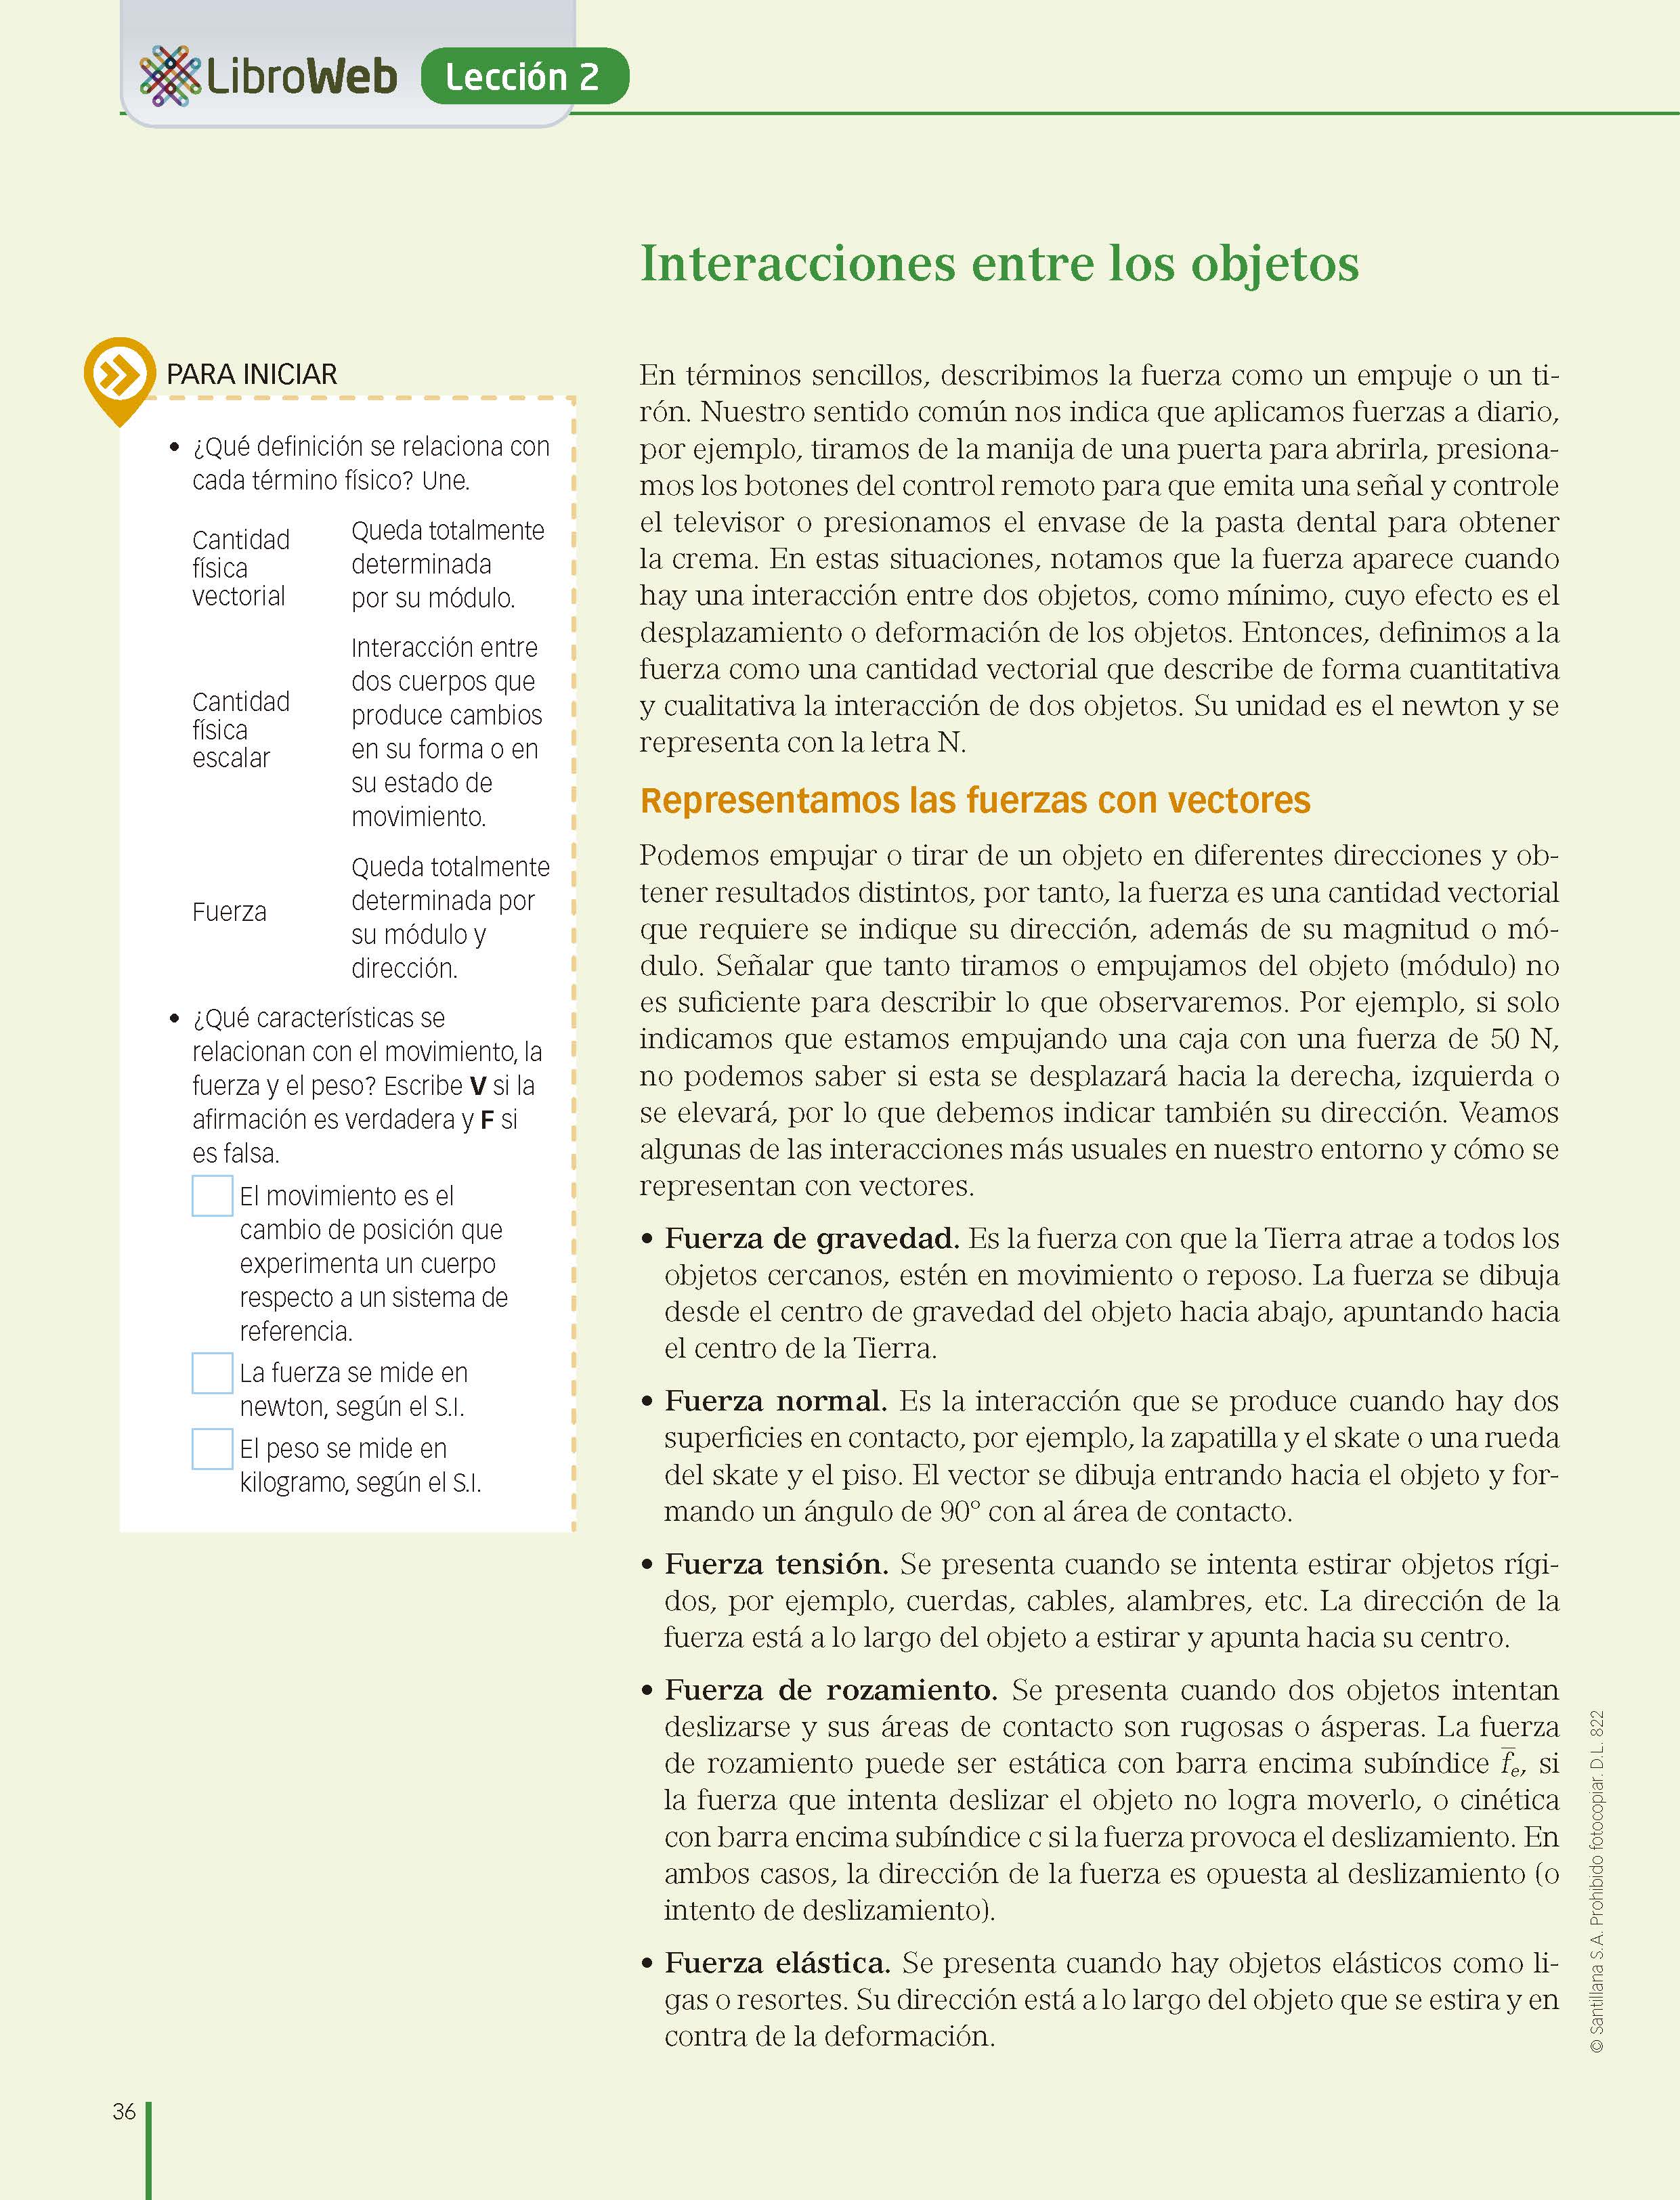 LibroWeb Lección 2
Interacciones entre los objetos
PARA INICIAR
• ¿Qué definición se relaciona con
cada término físico? Une.
Cantidad
física
vectorial
Queda totalmente
determinada
por su módulo.
Cantidad
física
escalar
Interacción entre
dos cuerpos que
produce cambios
en su forma o en
su estado de
movimiento.
Fuerza
Queda totalmente
determinada por
su módulo y
dirección.
• ¿Qué características se
relacionan con el movimiento, la
fuerza y el peso? Escribe V si la
afirmación es verdadera y F si
es falsa.
El movimiento es el
cambio de posición que
experimenta un cuerpo
respecto a un sistema de
referencia.
La fuerza se mide en
newton, según el S.I.
El peso se mide en
kilogramo, según el S.I.
En términos sencillos, describimos la fuerza como un empuje o un ti-
rón. Nuestro sentido común nos indica que aplicamos fuerzas a diario,
por ejemplo, tiramos de la manija de una puerta para abrirla, presiona-
mos los botones del control remoto para que emita una señal y controle
el televisor o presionamos el envase de la pasta dental para obtener
la crema. En estas situaciones, notamos que la fuerza aparece cuando
hay una interacción entre dos objetos, como mínimo, cuyo efecto es el
desplazamiento o deformación de los objetos. Entonces, definimos a la
fuerza como una cantidad vectorial que describe de forma cuantitativa
y cualitativa la interacción de dos objetos. Su unidad es el newton y se
representa con la letra N.
Representamos las fuerzas con vectores
Podemos empujar o tirar de un objeto en diferentes direcciones y ob-
tener resultados distintos, por tanto, la fuerza es una cantidad vectorial
que requiere se indique su dirección, además de su magnitud o mó-
dulo. Señalar que tanto tiramos o empujamos del objeto (módulo) no
es suficiente para describir lo que observaremos. Por ejemplo, si solo
indicamos que estamos empujando una caja con una fuerza de 50 N,
no podemos saber si esta se desplazará hacia la derecha, izquierda o
se elevará, por lo que debemos indicar también su dirección. Veamos
algunas de las interacciones más usuales en nuestro entorno y cómo se
representan con vectores.
• Fuerza de gravedad. Es la fuerza con que la Tierra atrae a todos los
objetos cercanos, estén en movimiento o reposo. La fuerza se dibuja
desde el centro de gravedad del objeto hacia abajo, apuntando hacia
el centro de la Tierra.
• Fuerza normal. Es la interacción que se produce cuando hay dos
superficies en contacto, por ejemplo, la zapatilla y el skate o una rueda
del skate y el piso. El vector se dibuja entrando hacia el objeto y for-
mando un ángulo de 90° con al área de contacto.
• Fuerza tensión. Se presenta cuando se intenta estirar objetos rígi-
dos, por ejemplo, cuerdas, cables, alambres, etc. La dirección de la
fuerza está a lo largo del objeto a estirar y apunta hacia su centro.
• Fuerza de rozamiento. Se presenta cuando dos objetos intentan
deslizarse y sus áreas de contacto son rugosas o ásperas. La fuerza
de rozamiento puede ser estática con barra encima subíndice f̅ₑ, si
la fuerza que intenta deslizar el objeto no logra moverlo, o cinética
con barra encima subíndice c si la fuerza provoca el deslizamiento. En
ambos casos, la dirección de la fuerza es opuesta al deslizamiento (o
intento de deslizamiento).
• Fuerza elástica. Se presenta cuando hay objetos elásticos como li-
gas o resortes. Su dirección está a lo largo del objeto que se estira y en
contra de la deformación.
© Santillana S.A. Prohibido fotocopiar. D.L. 822
36